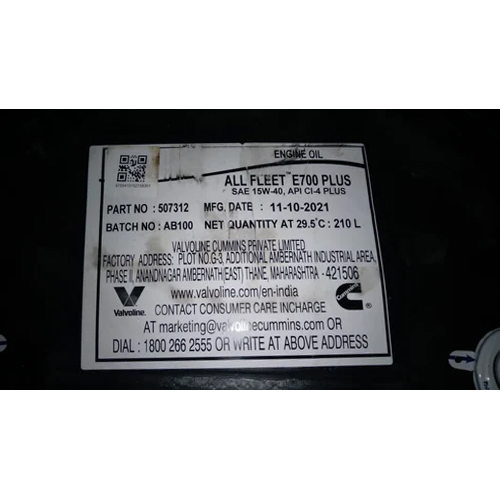 ENGINE OIL
ALL FLEET™ E700 PLUS
SAE 15W-40, API CI-4 PLUS
PART NO : 507312 MFG. DATE : 11-10-2021
BATCH NO : AB100 NET QUANTITY AT 29.5°C : 210 L
VALVOLINE CUMMINS PRIVATE LIMITED
FACTORY ADDRESS: PLOT NO.G-3, ADDITIONAL AMBERNATH INDUSTRIAL AREA,
PHASE II, ANANDNAGAR AMBERNATH(EAST) THANE, MAHARASHTRA - 421506
www.valvoline.com/en-india
CONTACT CONSUMER CARE INCHARGE
AT marketing@valvolinecummins.com OR
DIAL : 1800 266 2555 OR WRITE AT ABOVE ADDRESS
Valvoline.
Cummins